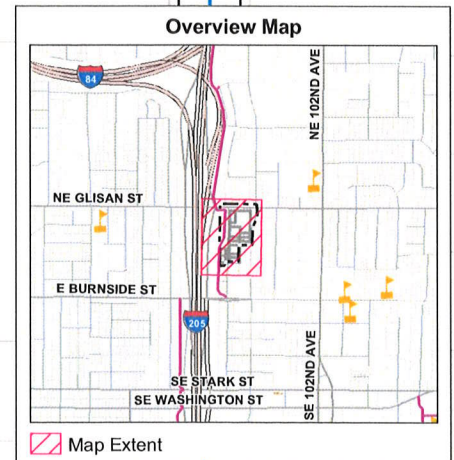 Overview Map
84
NE 102ND AVE
NE GLISAN ST
E BURNSIDE ST
205
SE 102ND AVE
SE STARK ST
SE WASHINGTON ST
Map Extent